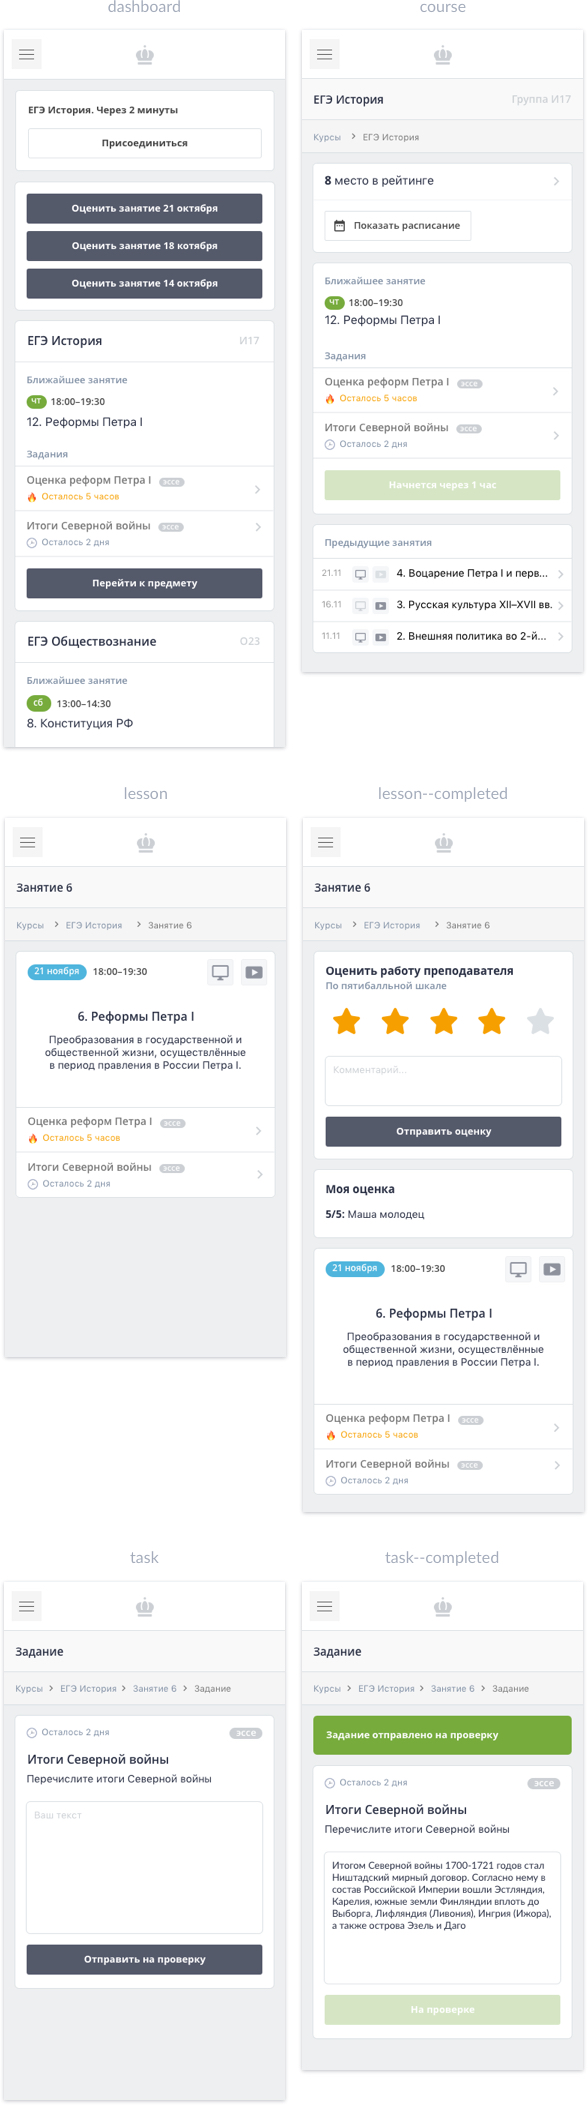 dashboard
ЕГЭ История. Через 2 минуты
Присоединиться
Оценить занятие 21 октября
Оценить занятие 18 котября
Оценить занятие 14 октября
ЕГЭ История И17
Ближайшее занятие
чт 18:00–19:30
12. Реформы Петра I
Задания
Оценка реформ Петра I эссе
Осталось 5 часов
Итоги Северной войны эссе
Осталось 2 дня
Перейти к предмету
ЕГЭ Обществознание О23
Ближайшее занятие
сб 13:00–14:30
8. Конституция РФ
course
ЕГЭ История Группа И17
Курсы > ЕГЭ История
8 место в рейтинге
Показать расписание
Ближайшее занятие
чт 18:00–19:30
12. Реформы Петра I
Задания
Оценка реформ Петра I эссе
Осталось 5 часов
Итоги Северной войны эссе
Осталось 2 дня
Начнется через 1 час
Предыдущие занятия
21.11 4. Воцарение Петра I и перв...
16.11 3. Русская культура XII–XVII вв.
11.11 2. Внешняя политика во 2-й...
lesson
Занятие 6
Курсы > ЕГЭ История > Занятие 6
21 ноября 18:00–19:30
6. Реформы Петра I
Преобразования в государственной и
общественной жизни, осуществлённые
в период правления в России Петра I.
Оценка реформ Петра I эссе
Осталось 5 часов
Итоги Северной войны эссе
Осталось 2 дня
lesson--completed
Занятие 6
Курсы > ЕГЭ История > Занятие 6
Оценить работу преподавателя
По пятибалльной шкале
Комментарий...
Отправить оценку
Моя оценка
5/5: Маша молодец
21 ноября 18:00–19:30
6. Реформы Петра I
Преобразования в государственной и
общественной жизни, осуществлённые
в период правления в России Петра I.
Оценка реформ Петра I эссе
Осталось 5 часов
Итоги Северной войны эссе
Осталось 2 дня
task
Задание
Курсы > ЕГЭ История > Занятие 6 > Задание
Осталось 2 дня эссе
Итоги Северной войны
Перечислите итоги Северной войны
Ваш текст
Отправить на проверку
task--completed
Задание
Курсы > ЕГЭ История > Занятие 6 > Задание
Задание отправлено на проверку
Осталось 2 дня эссе
Итоги Северной войны
Перечислите итоги Северной войны
Итогом Северной войны 1700-1721 годов стал
Ништадский мирный договор. Согласно нему в
состав Российской Империи вошли Эстляндия,
Карелия, южные земли Финляндии вплоть до
Выборга, Лифляндия (Ливония), Ингрия (Ижора),
а также острова Эзель и Даго
На проверке